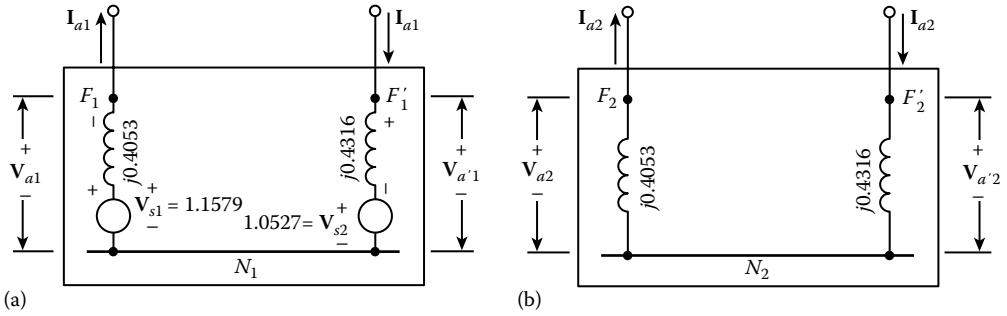 I_a1
I_a1
F_1
F'_1
+
V_a1
−
−
j0.4053
+
+
V_s1 = 1.1579
−
+
j0.4316
−
1.0527 = V_s2
+
−
+
V_a'1
−
N_1
(a)
I_a2
I_a2
F_2
F'_2
+
V_a2
−
j0.4053
j0.4316
+
V_a'2
−
N_2
(b)